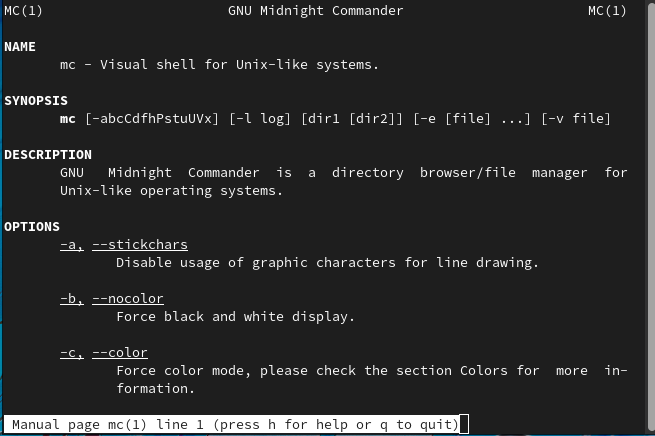 MC(1) GNU Midnight Commander MC(1)
NAME
mc - Visual shell for Unix-like systems.
SYNOPSIS
mc [-abcCdfhPstuUVx] [-l log] [dir1 [dir2]] [-e [file] ...] [-v file]
DESCRIPTION
GNU Midnight Commander is a directory browser/file manager for
Unix-like operating systems.
OPTIONS
-a, --stickchars
Disable usage of graphic characters for line drawing.
-b, --nocolor
Force black and white display.
-c, --color
Force color mode, please check the section Colors for more in-
formation.
Manual page mc(1) line 1 (press h for help or q to quit)